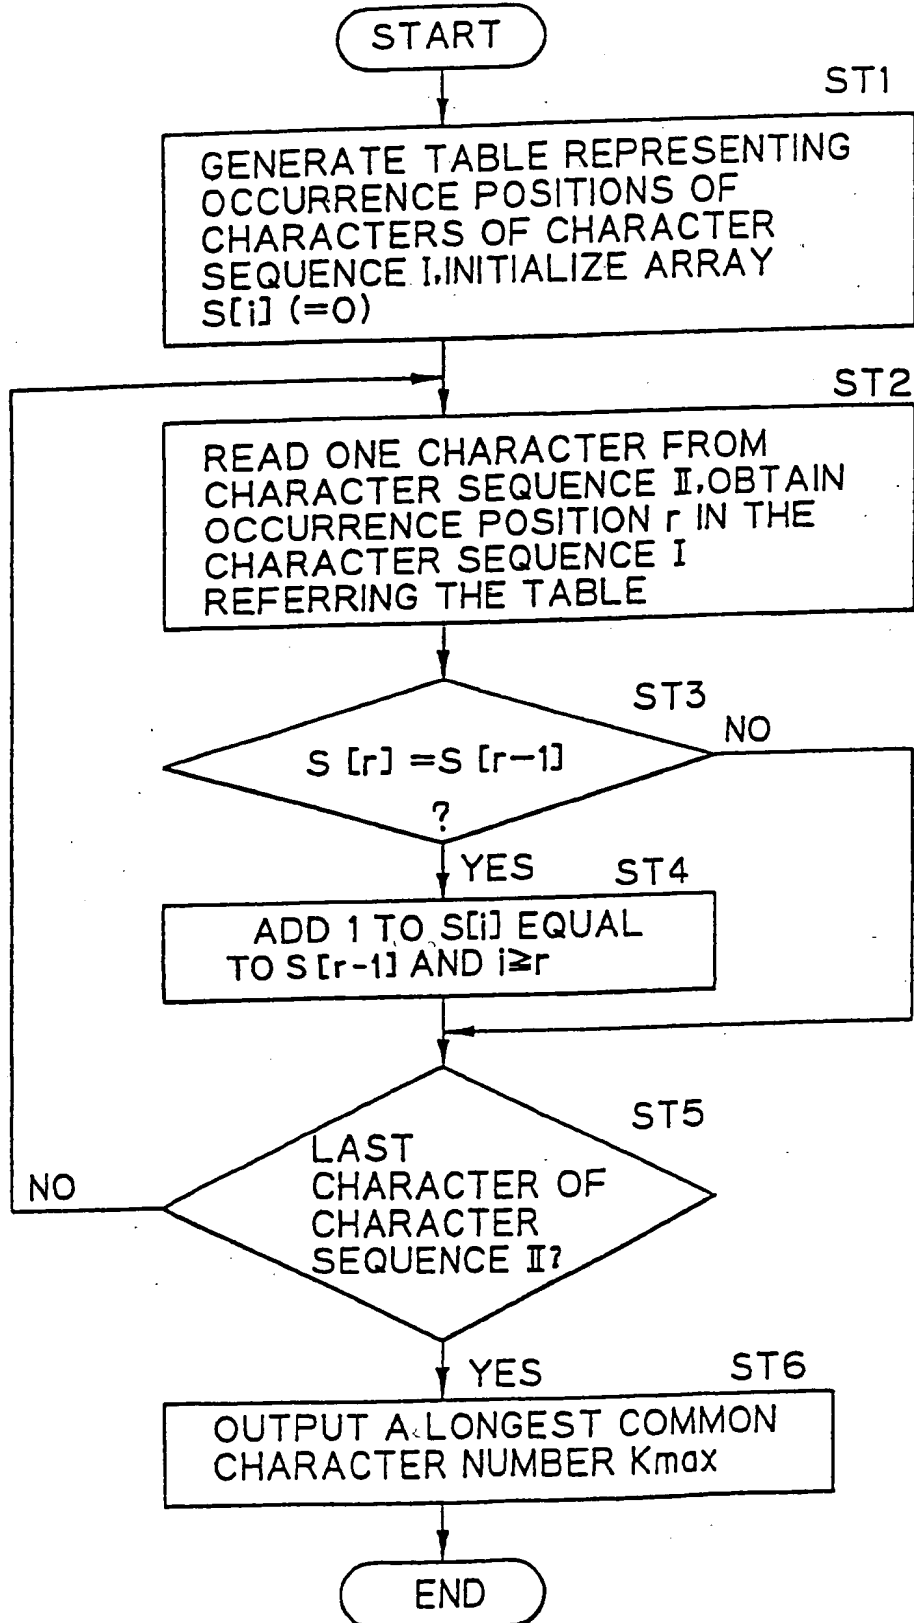 START
ST1
GENERATE TABLE REPRESENTING
OCCURRENCE POSITIONS OF
CHARACTERS OF CHARACTER
SEQUENCE I,INITIALIZE ARRAY
S[i] (=0)
ST2
READ ONE CHARACTER FROM
CHARACTER SEQUENCE Ⅱ,OBTAIN
OCCURRENCE POSITION r IN THE
CHARACTER SEQUENCE I
REFERRING THE TABLE
ST3
NO
S [r] =S [r-1]
?
YES
ST4
ADD 1 TO S[i] EQUAL
TO S [r-1] AND i≧r
ST5
LAST
CHARACTER OF
CHARACTER
SEQUENCE Ⅱ?
NO
YES
ST6
OUTPUT A LONGEST COMMON
CHARACTER NUMBER Kmax
END